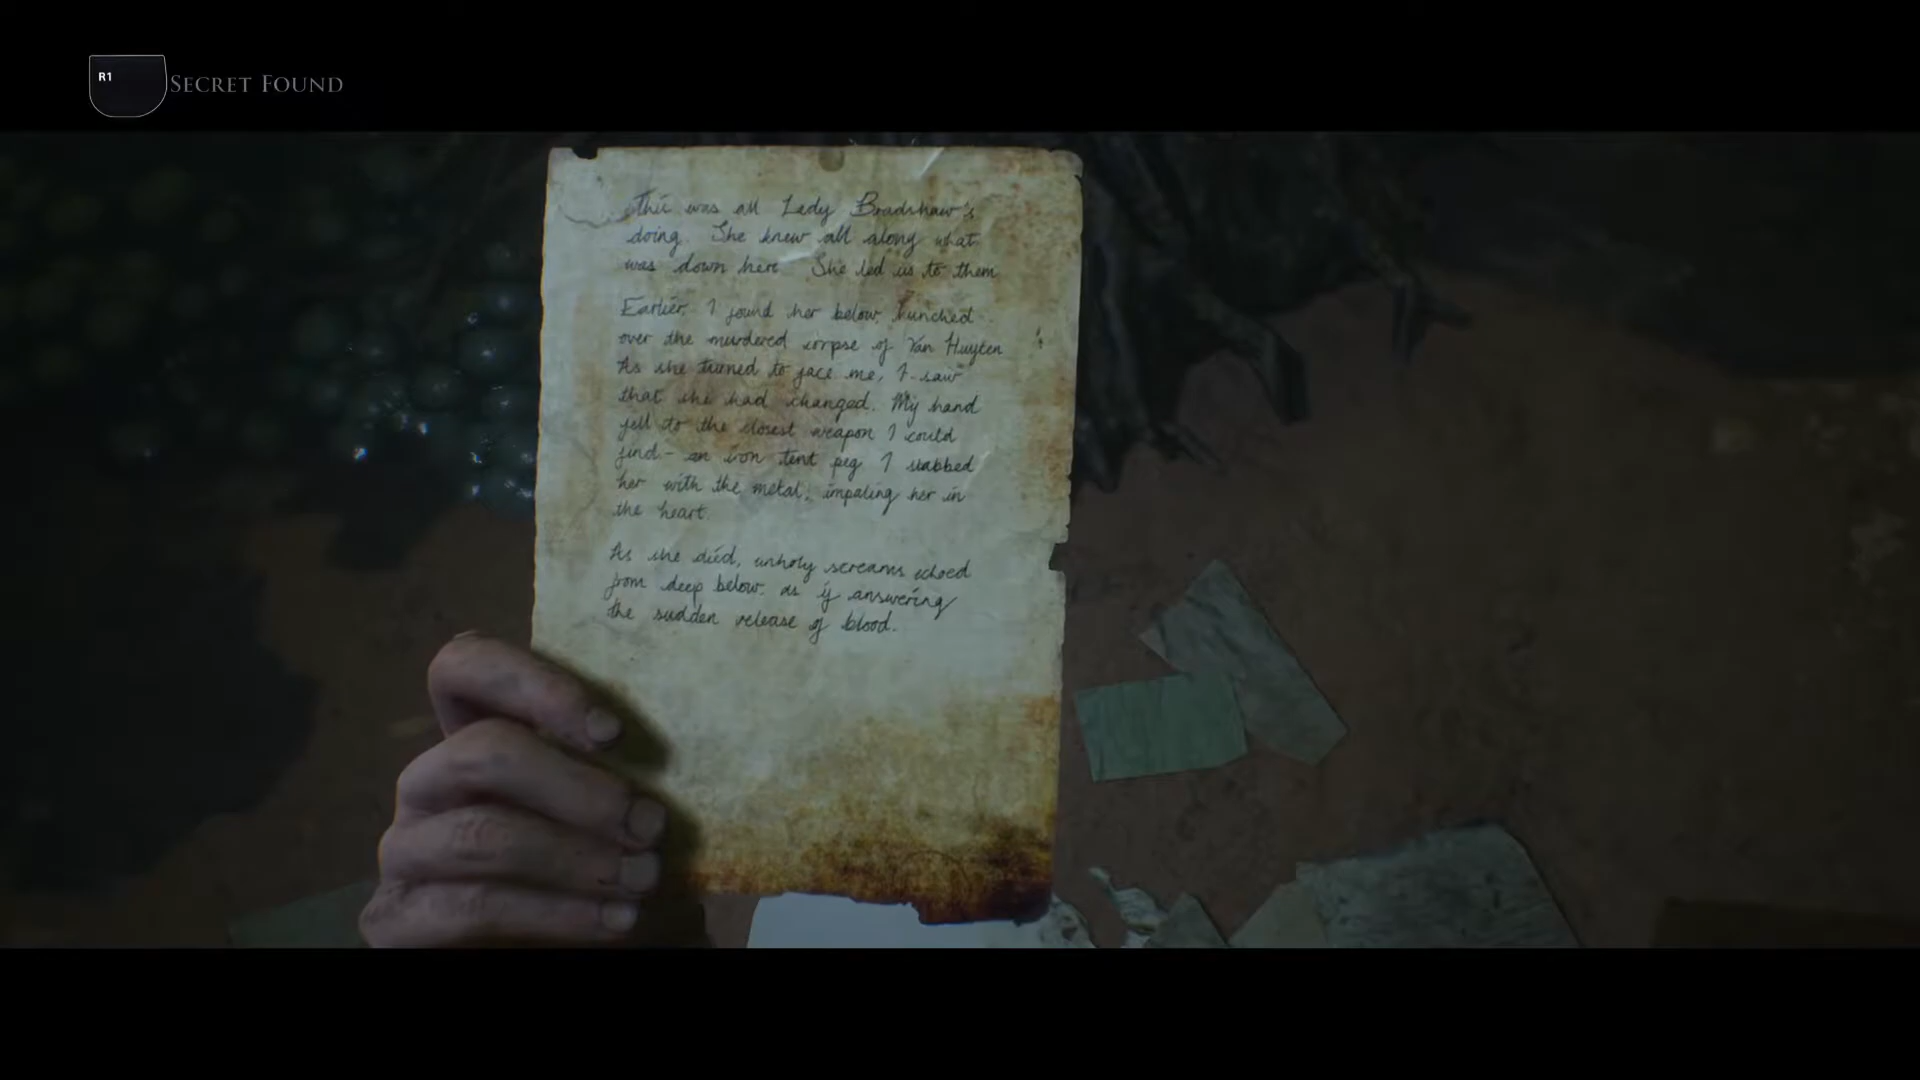 R1
SECRET FOUND
This was all Lady Bradshaw's
doing. She knew all along what
was down here. She led us to them
Earlier, I found her below, hunched
over the murdered corpse of Van Huyten
As she turned to face me, I saw
that she had changed. My hand
fell to the closest weapon I could
find - an iron tent peg I stabbed
her with the metal, impaling her in
the heart.
As she died, unholy screams echoed
from deep below, as if answering
the sudden release of blood.